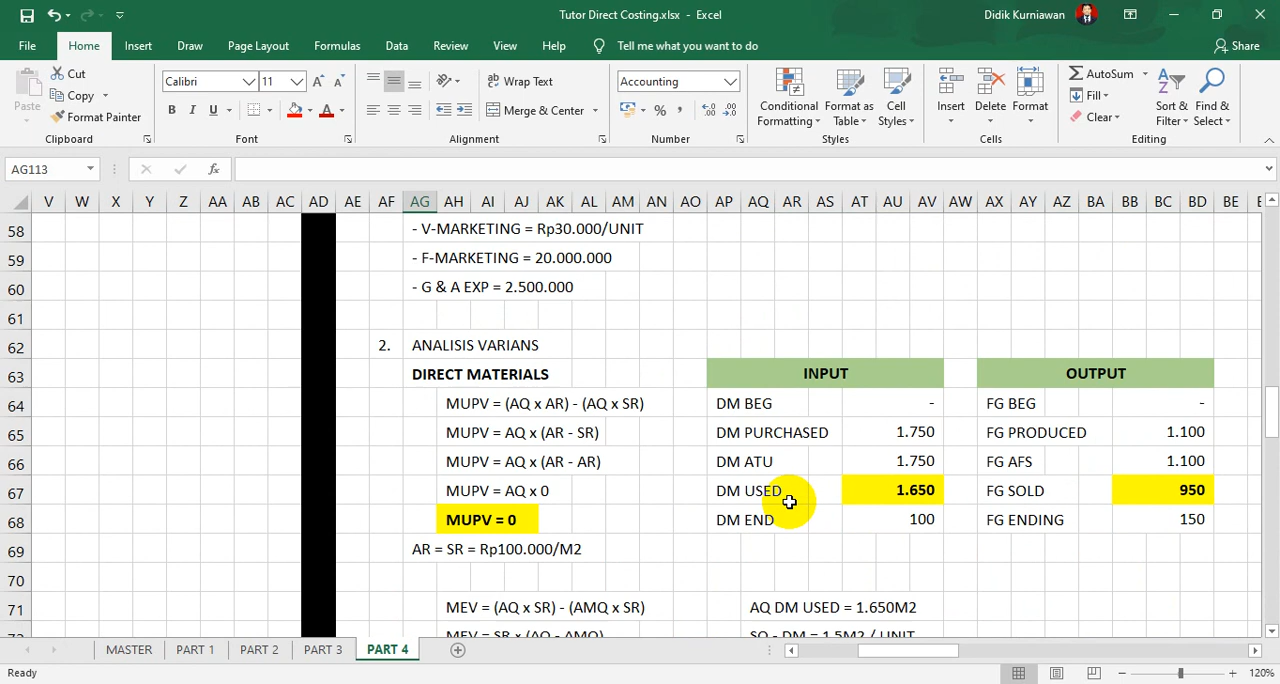 Tutor Direct Costing.xlsx - Excel
Didik Kurniawan
File Home Insert Draw Page Layout Formulas Data Review View Help Tell me what you want to do Share
Paste Cut
Copy
Format Painter
Clipboard
Calibri 11
B I U
Font
Wrap Text
Merge & Center
Alignment
Accounting
Number
Conditional Formatting Format as Table Cell Styles
Styles
Insert Delete Format
Cells
AutoSum
Fill
Clear
Sort & Filter Find & Select
Editing
AG113
V W X Y Z AA AB AC AD AE AF AG AH AI AJ AK AL AM AN AO AP AQ AR AS AT AU AV AW AX AY AZ BA BB BC BD BE
58 - V-MARKETING = Rp30.000/UNIT
59 - F-MARKETING = 20.000.000
60 - G & A EXP = 2.500.000
61
62 2. ANALISIS VARIANS
63 DIRECT MATERIALS INPUT OUTPUT
64 MUPV = (AQ x AR) - (AQ x SR) DM BEG - FG BEG -
65 MUPV = AQ x (AR - SR) DM PURCHASED 1.750 FG PRODUCED 1.100
66 MUPV = AQ x (AR - AR) DM ATU 1.750 FG AFS 1.100
67 MUPV = AQ x 0 DM USED 1.650 FG SOLD 950
68 MUPV = 0 DM END 100 FG ENDING 150
69 AR = SR = Rp100.000/M2
70
71 MEV = (AQ x SR) - (AMQ x SR) AQ DM USED = 1.650M2
72 MEV = SR x (AQ - AMQ) SQ - DM = 1,5M2 / UNIT
MASTER PART 1 PART 2 PART 3 PART 4
Ready 120%